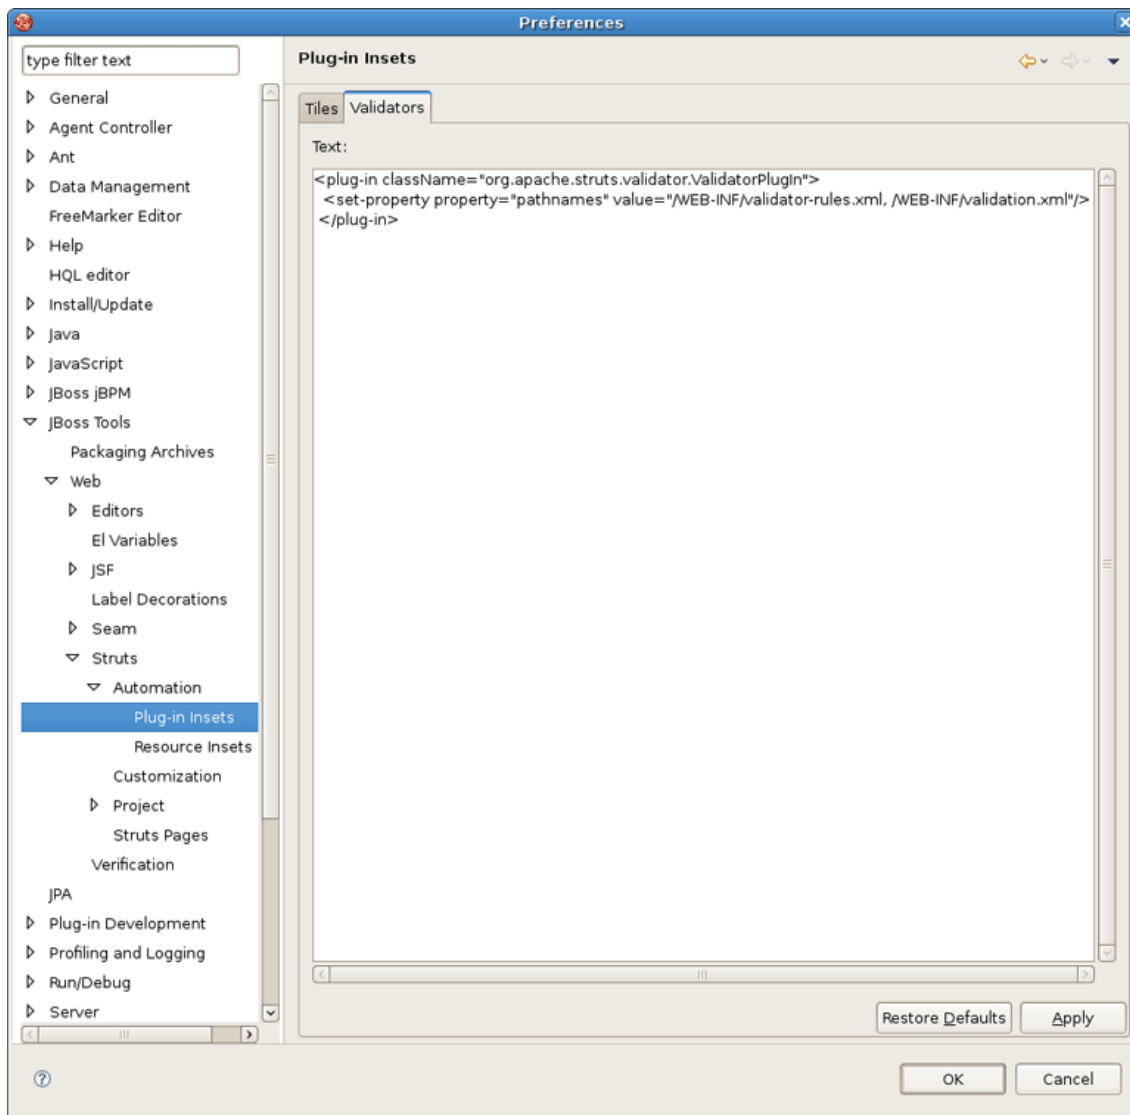 Preferences
type filter text
General
Agent Controller
Ant
Data Management
FreeMarker Editor
Help
HQL editor
Install/Update
Java
JavaScript
JBoss jBPM
JBoss Tools
Packaging Archives
Web
Editors
El Variables
JSF
Label Decorations
Seam
Struts
Automation
Plug-in Insets
Resource Insets
Customization
Project
Struts Pages
Verification
JPA
Plug-in Development
Profiling and Logging
Run/Debug
Server
Plug-in Insets
Tiles Validators
Text:
<plug-in className="org.apache.struts.validator.ValidatorPlugIn">
<set-property property="pathnames" value="/WEB-INF/validator-rules.xml, /WEB-INF/validation.xml"/>
</plug-in>
Restore Defaults Apply
OK Cancel